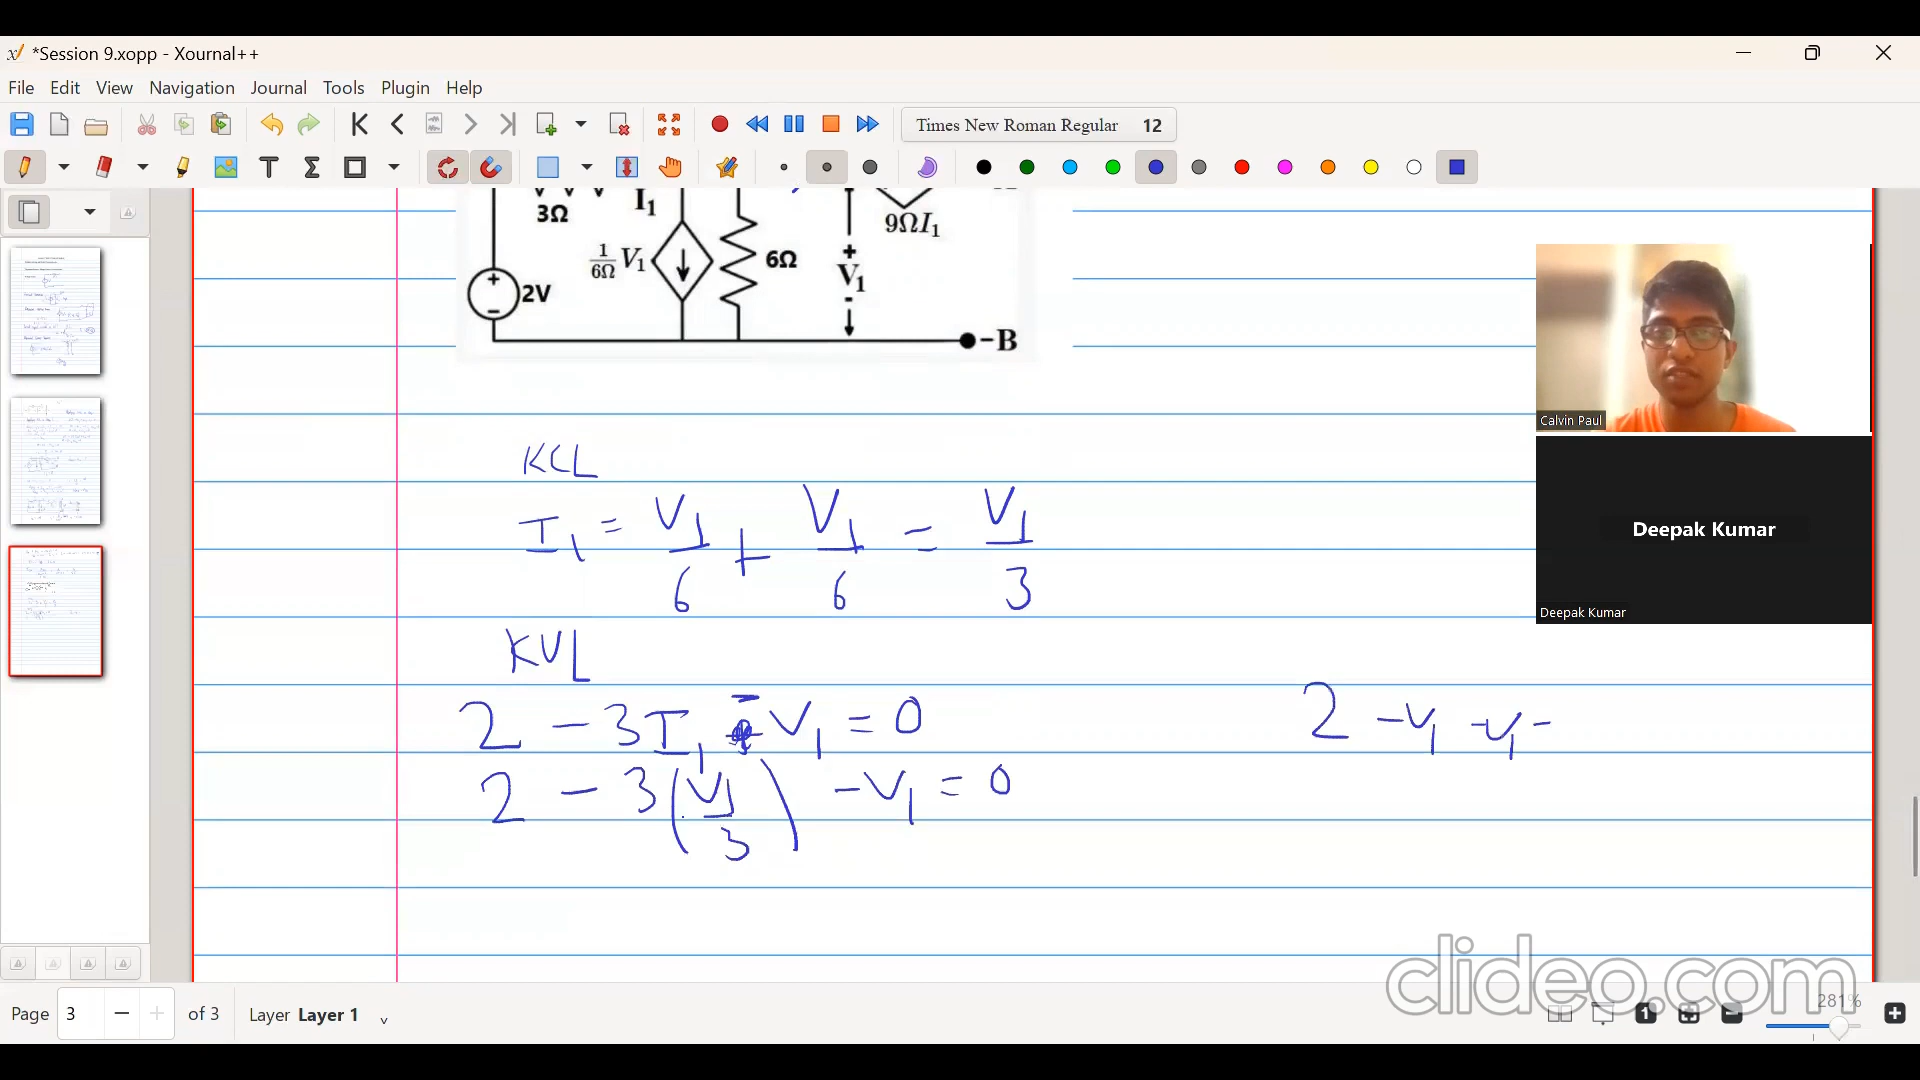 *Session 9.xopp - Xournal++
File Edit View Navigation Journal Tools Plugin Help
Times New Roman Regular 12
3Ω I₁ 9ΩI₁
1/6Ω V₁ 6Ω + V₁ -
+ - 2V
-B
Calvin Paul
KCL
I₁ = V₁/6 + V₁/6 = V₁/3
Deepak Kumar
Deepak Kumar
KVL
2 - 3I₁ - V₁ = 0
2 - V₁ - V₁ =
2 - 3(V₁/3) - V₁ = 0
clideo.com
Page 3 of 3 Layer Layer 1 281%